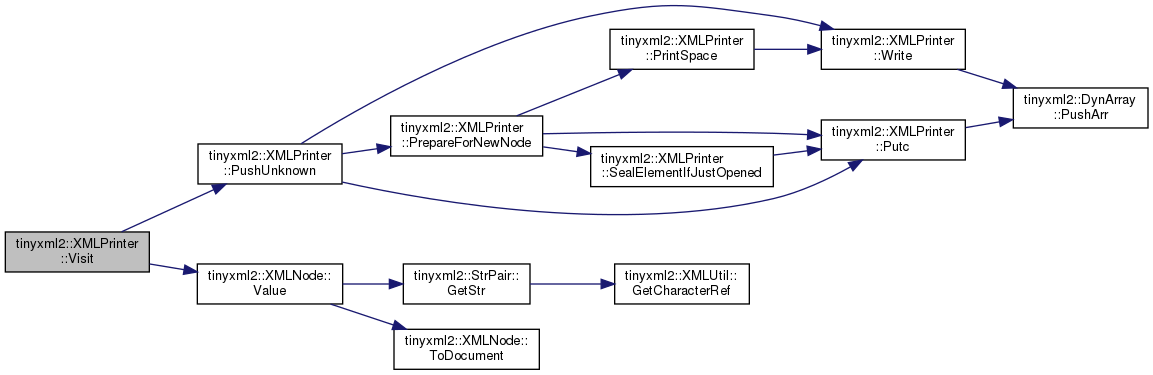 tinyxml2::XMLPrinter
::Visit
tinyxml2::XMLPrinter
::PushUnknown
tinyxml2::XMLPrinter
::PrepareForNewNode
tinyxml2::XMLPrinter
::PrintSpace
tinyxml2::XMLPrinter
::Write
tinyxml2::DynArray
::PushArr
tinyxml2::XMLPrinter
::Putc
tinyxml2::XMLPrinter
::SealElementIfJustOpened
tinyxml2::XMLNode::
Value
tinyxml2::StrPair::
GetStr
tinyxml2::XMLUtil::
GetCharacterRef
tinyxml2::XMLNode::
ToDocument